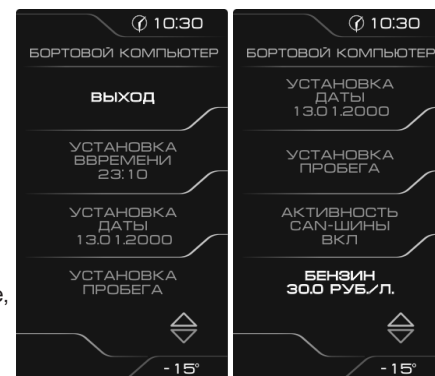 10:30
БОРТОВОЙ КОМПЬЮТЕР
ВЫХОД
УСТАНОВКА
ВВРЕМЕНИ
23:10
УСТАНОВКА
ДАТЫ
13.01.2000
УСТАНОВКА
ПРОБЕГА
-15°
10:30
БОРТОВОЙ КОМПЬЮТЕР
УСТАНОВКА
ДАТЫ
13.01.2000
УСТАНОВКА
ПРОБЕГА
АКТИВНОСТЬ
CAN-ШИНЫ
ВКЛ
БЕНЗИН
30.0 РУБ./Л.
-15°
е,